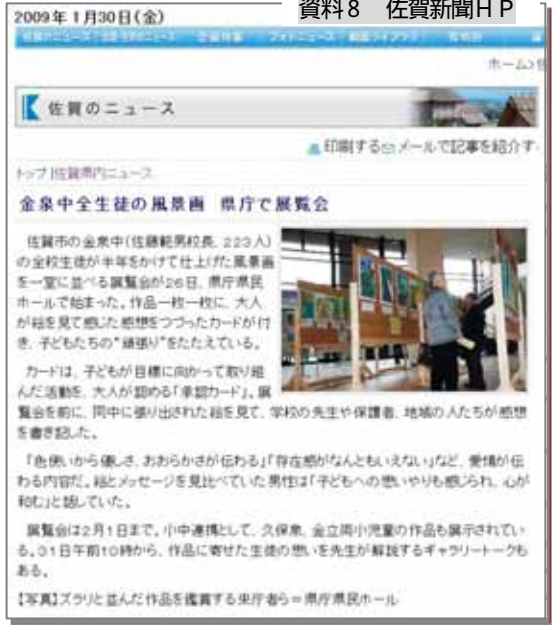 資料8　佐賀新聞HP
2009年1月30日(金)
ホーム>
佐賀のニュース
印刷する メールで記事を紹介す
トップ | 佐賀県内ニュース
金泉中全生徒の風景画　県庁で展覧会
佐賀市の金泉中(佐藤範男校長、223人)
の全校生徒が半年をかけて仕上げた風景画
を一堂に並べる展覧会が26日、県庁県民
ホールで始まった。作品一枚一枚に、大人
が絵を見て感じた感想をつづったカードが付
き、子どもたちの“頑張り”をたたえている。
カードは、子どもが目標に向かって取り組
んだ活動を、大人が認める「承認カード」。展
覧会を前に、同中に張り出された絵を見て、学校の先生や保護者、地域の人たちが感想
を書き記した。
「色使いから優しさ、おおらかさが伝わる」「存在感がなんともいえない」など、愛情が伝
わる内容だ。絵とメッセージを見比べていた男性は「子どもへの思いやりも感じられ、心が
和む」と話していた。
展覧会は2月1日まで。小中連携として、久保泉、金立両小児童の作品も展示されてい
る。31日午前10時から、作品に寄せた生徒の思いを先生が解説するギャラリートークも
ある。
【写真】ズラリと並んだ作品を鑑賞する来庁者ら＝県庁県民ホール